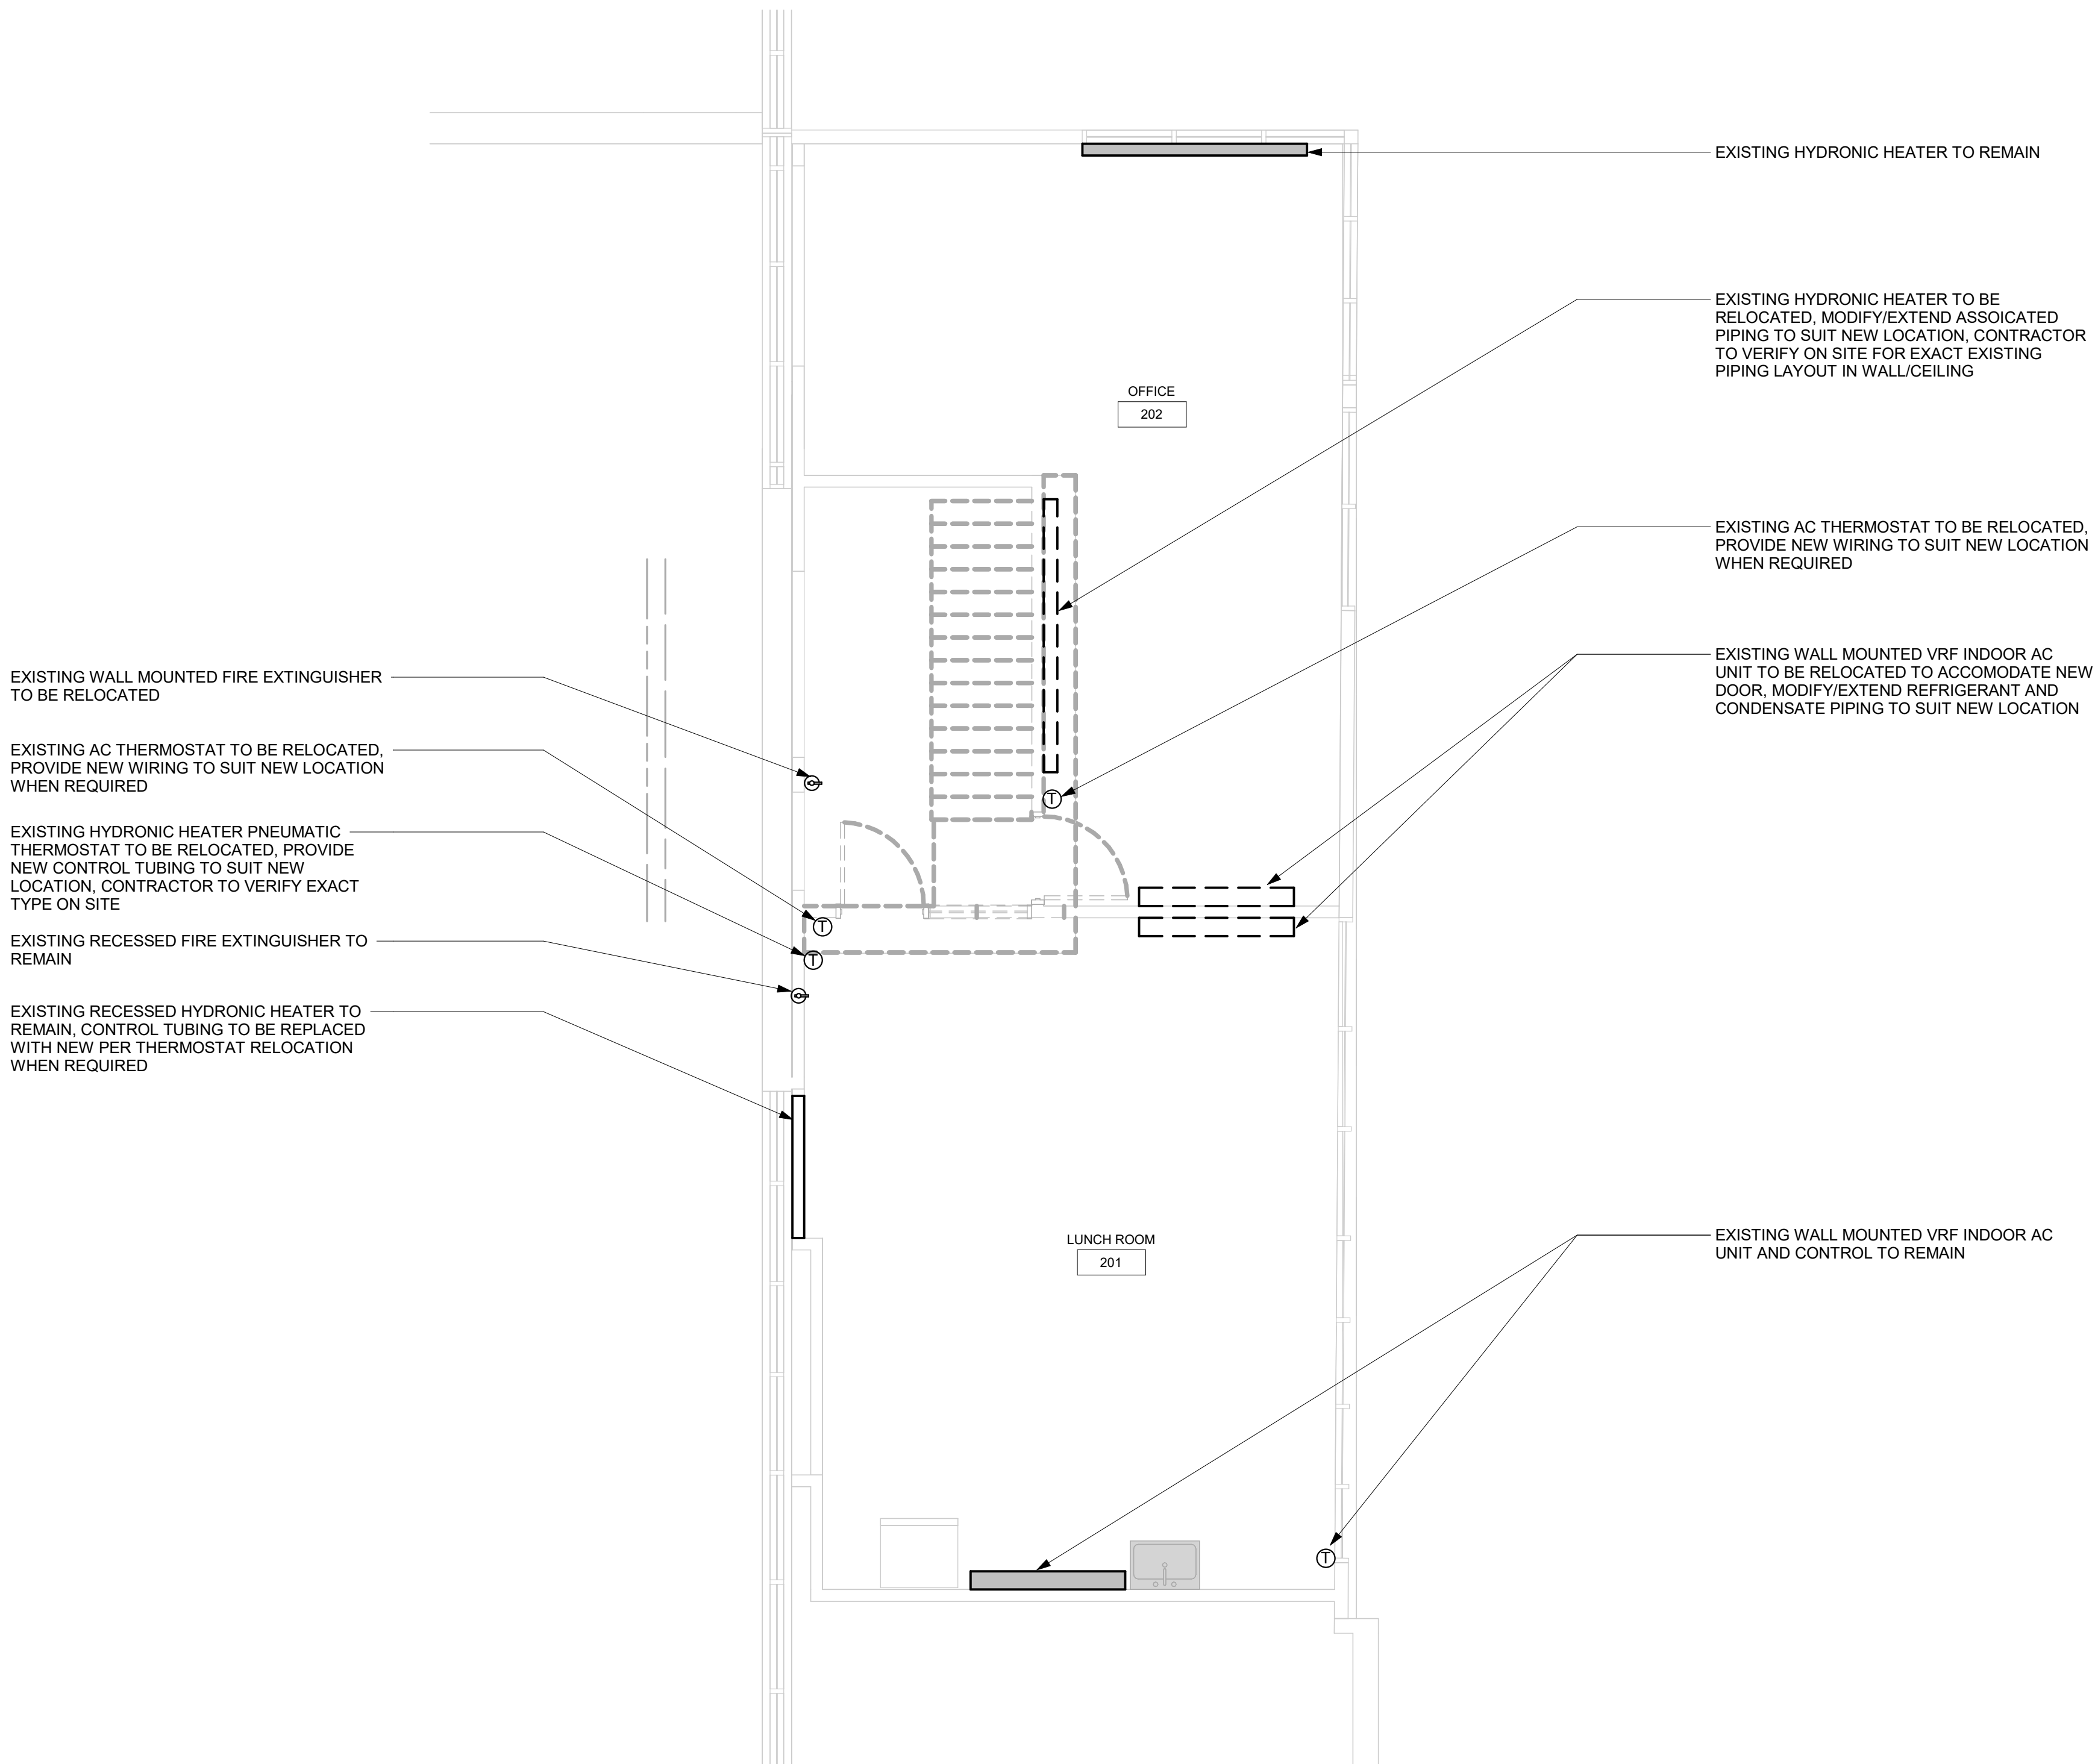 EXISTING HYDRONIC HEATER TO REMAIN
EXISTING HYDRONIC HEATER TO BE
RELOCATED, MODIFY/EXTEND ASSOICATED
PIPING TO SUIT NEW LOCATION, CONTRACTOR
TO VERIFY ON SITE FOR EXACT EXISTING
PIPING LAYOUT IN WALL/CEILING
OFFICE
202
EXISTING AC THERMOSTAT TO BE RELOCATED,
PROVIDE NEW WIRING TO SUIT NEW LOCATION
WHEN REQUIRED
EXISTING WALL MOUNTED VRF INDOOR AC
UNIT TO BE RELOCATED TO ACCOMODATE NEW
DOOR, MODIFY/EXTEND REFRIGERANT AND
CONDENSATE PIPING TO SUIT NEW LOCATION
EXISTING WALL MOUNTED FIRE EXTINGUISHER
TO BE RELOCATED
EXISTING AC THERMOSTAT TO BE RELOCATED,
PROVIDE NEW WIRING TO SUIT NEW LOCATION
WHEN REQUIRED
T
EXISTING HYDRONIC HEATER PNEUMATIC
THERMOSTAT TO BE RELOCATED, PROVIDE
NEW CONTROL TUBING TO SUIT NEW
LOCATION, CONTRACTOR TO VERIFY EXACT
TYPE ON SITE
T
T
EXISTING RECESSED FIRE EXTINGUISHER TO
REMAIN
EXISTING RECESSED HYDRONIC HEATER TO
REMAIN, CONTROL TUBING TO BE REPLACED
WITH NEW PER THERMOSTAT RELOCATION
WHEN REQUIRED
LUNCH ROOM
201
EXISTING WALL MOUNTED VRF INDOOR AC
UNIT AND CONTROL TO REMAIN
T